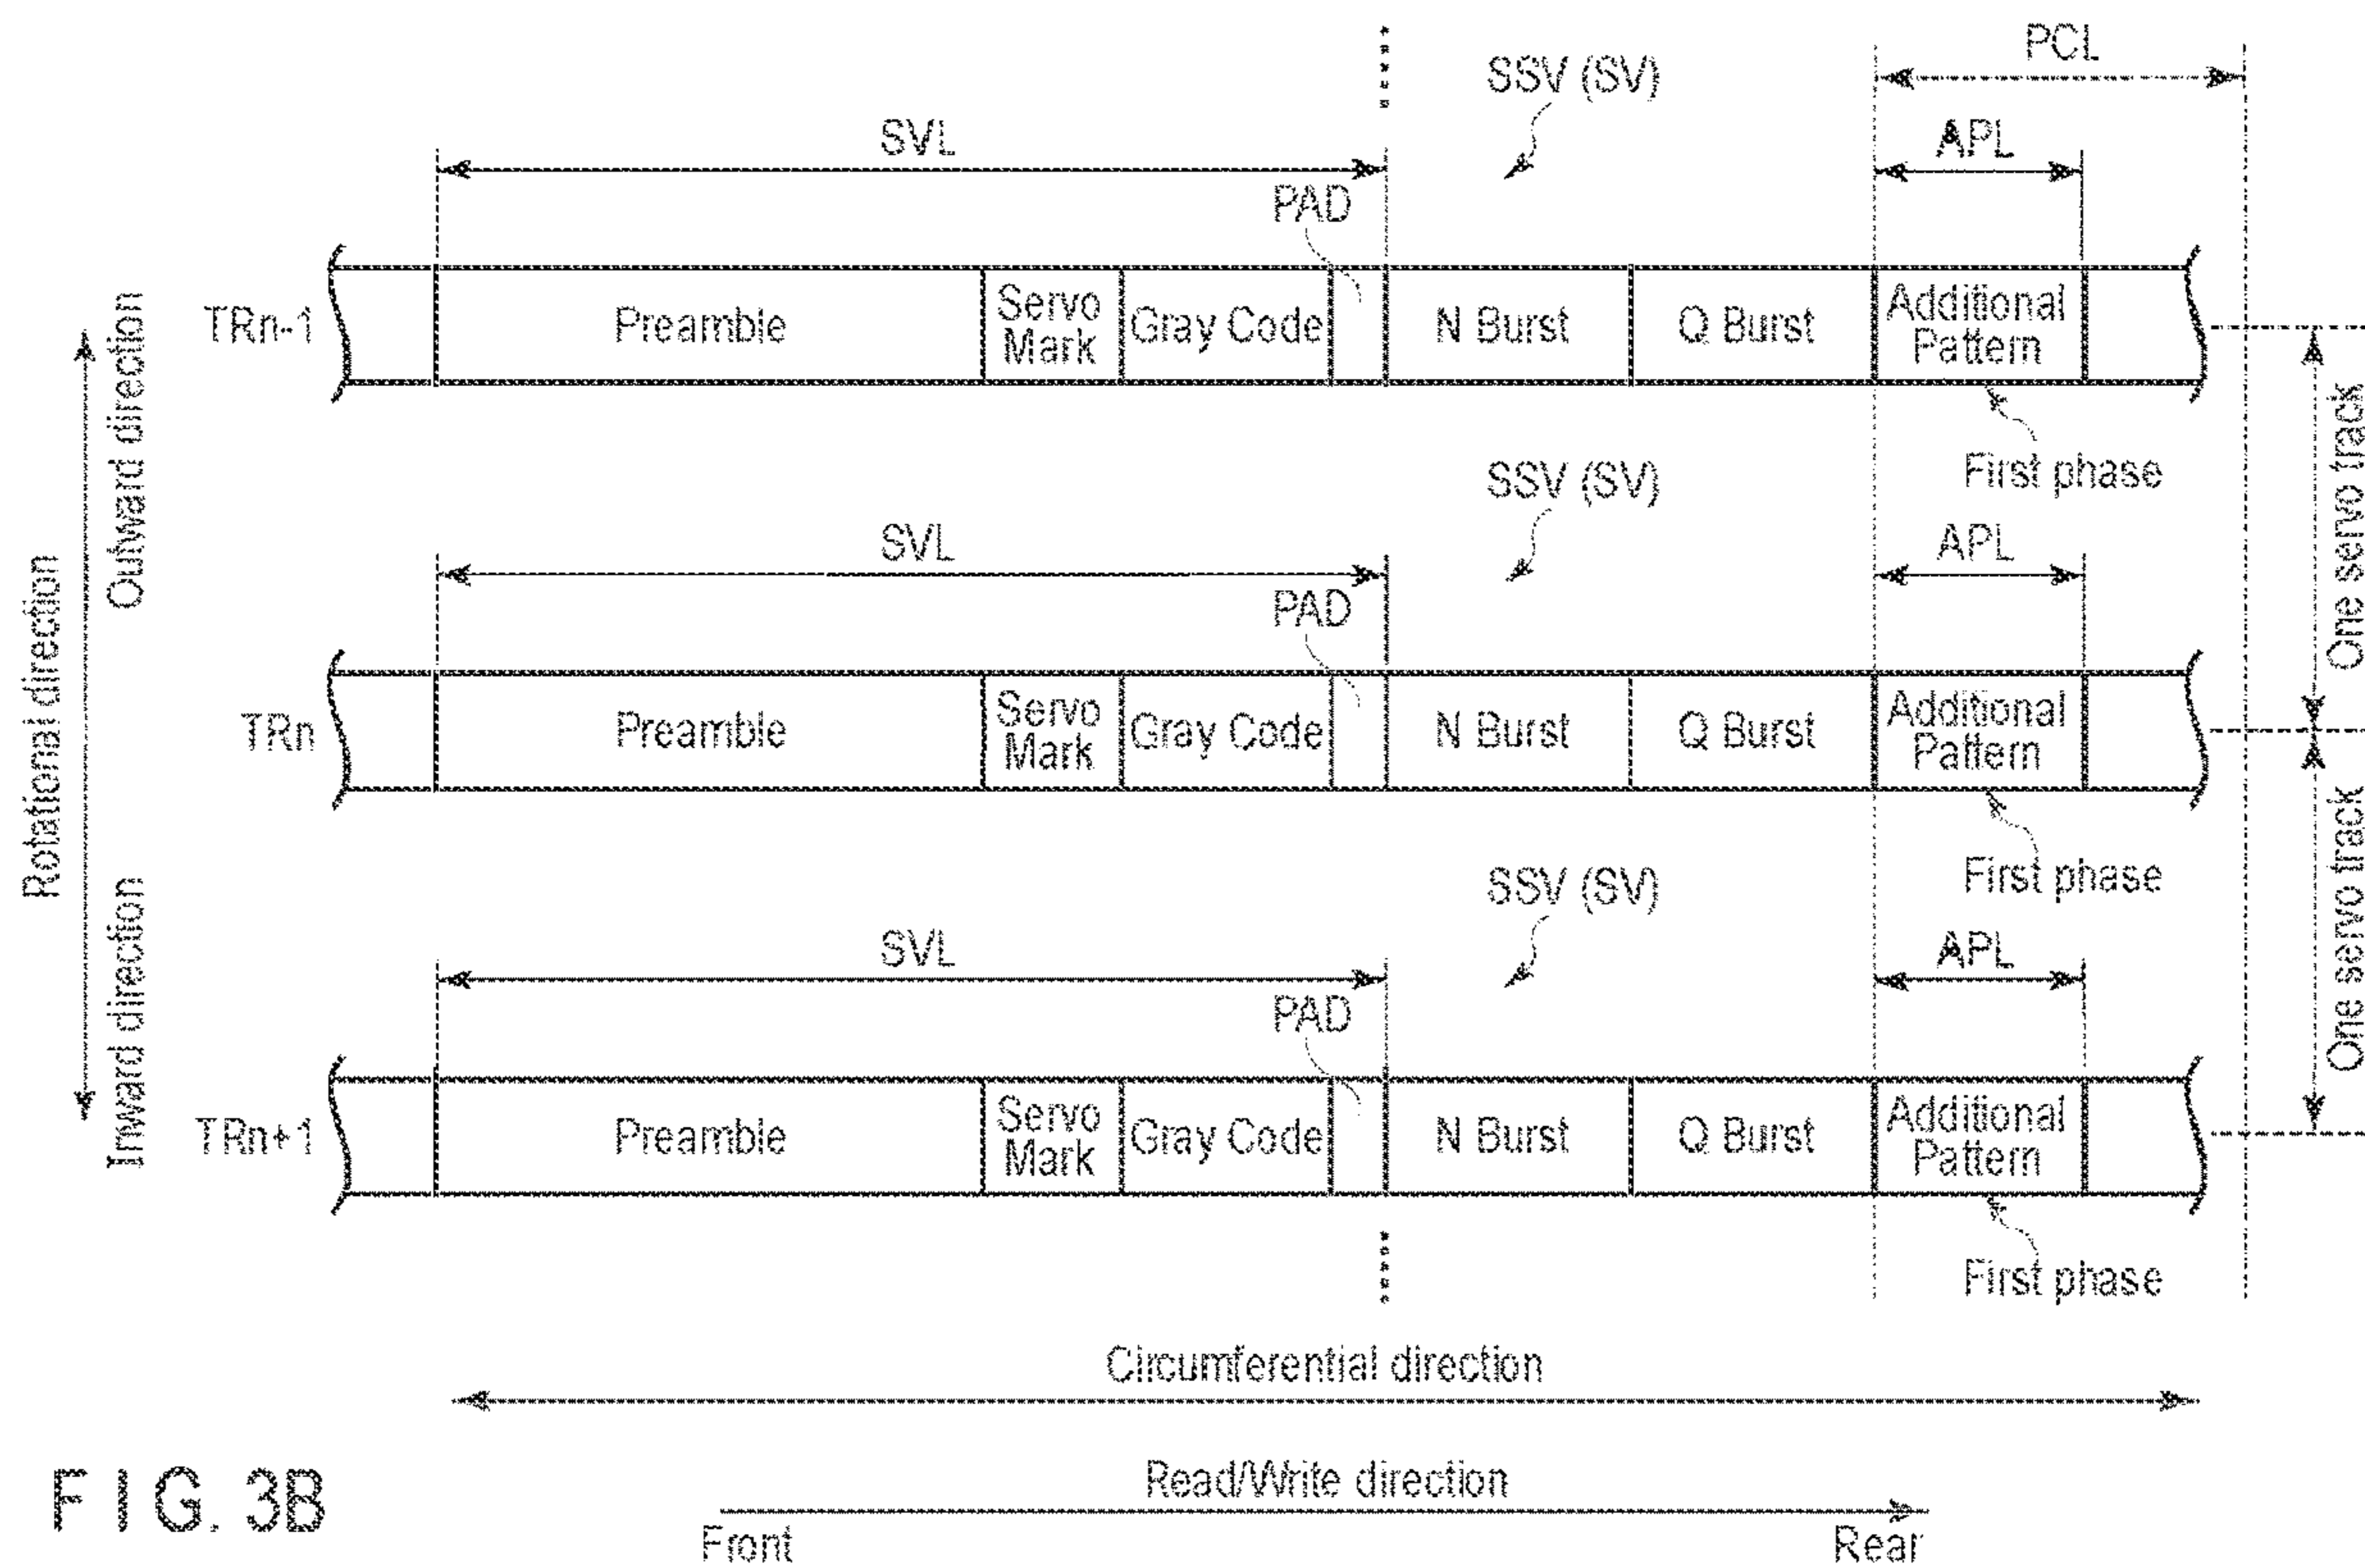 PCL
SSV (SV)
SVL
APL
PAD
TRn-1
Preamble
Servo
Mark
Gray Code
N Burst
Q Burst
Additional
Pattern
First phase
SSV (SV)
SVL
APL
PAD
TRn
Preamble
Servo
Mark
Gray Code
N Burst
Q Burst
Additional
Pattern
First phase
SSV (SV)
SVL
APL
PAD
TRn+1
Preamble
Servo
Mark
Gray Code
N Burst
Q Burst
Additional
Pattern
First phase
Rotational direction
Outward direction
Inward direction
One servo track
One servo track
Circumferential direction
Read/Write direction
Front
Rear
FIG. 3B